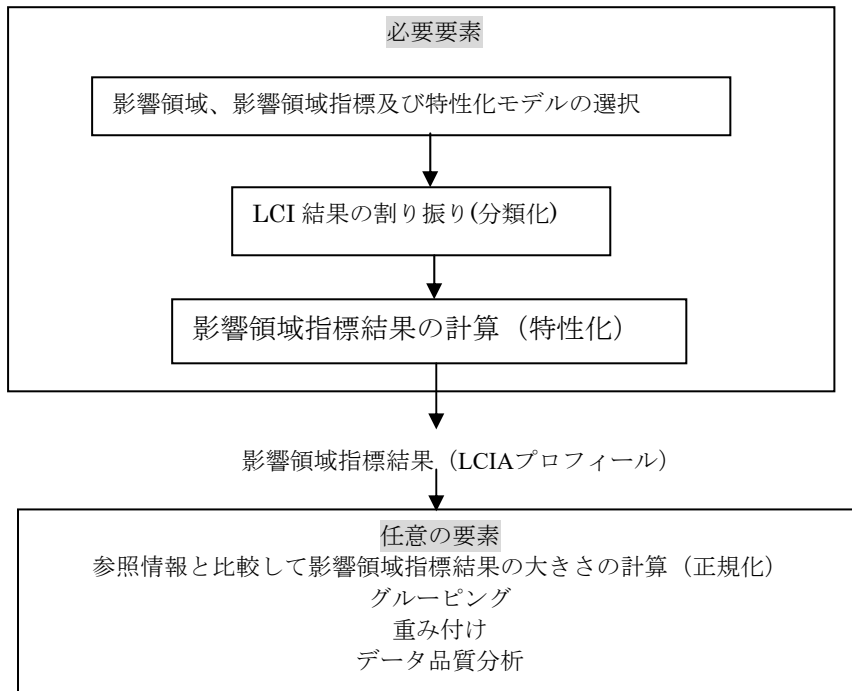 必要要素
影響領域、影響領域指標及び特性化モデルの選択
LCI 結果の割り振り(分類化)
影響領域指標結果の計算（特性化）
影響領域指標結果（LCIAプロフィール）
任意の要素
参照情報と比較して影響領域指標結果の大きさの計算（正規化）
グルーピング
重み付け
データ品質分析